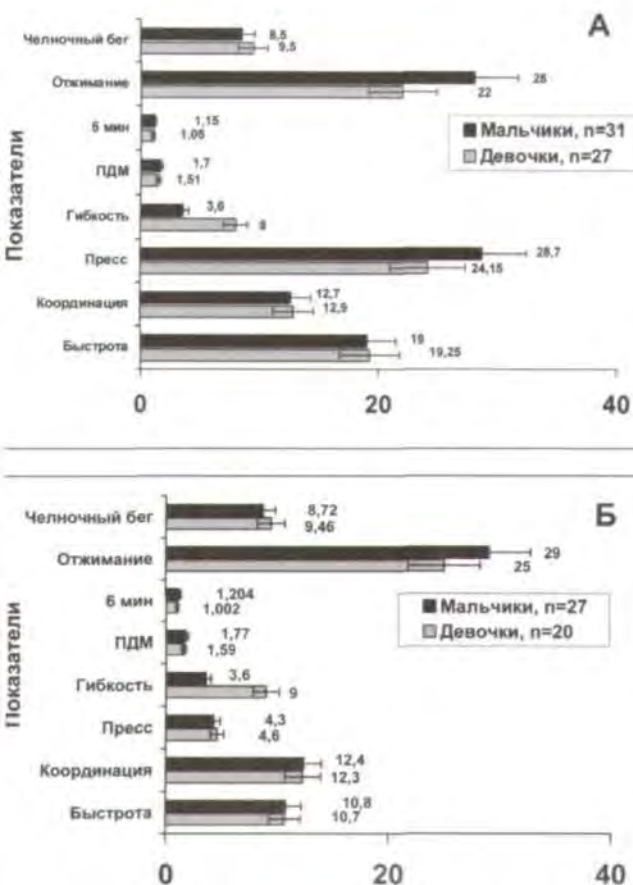 А
Показатели
Челночный бег
8,5
9,5
Отжимание
28
22
6 мин
1,15
1,05
ПДМ
1,7
1,51
Гибкость
3,6
8
Пресс
28,7
24,15
Координация
12,7
12,9
Быстрота
19
19,25
Мальчики, n=31
Девочки, n=27
0 20 40
Б
Показатели
Челночный бег
8,72
9,46
Отжимание
29
25
6 мин
1,204
1,002
ПДМ
1,77
1,59
Гибкость
3,6
9
Пресс
4,3
4,6
Координация
12,4
12,3
Быстрота
10,8
10,7
Мальчики, n=27
Девочки, n=20
0 20 40